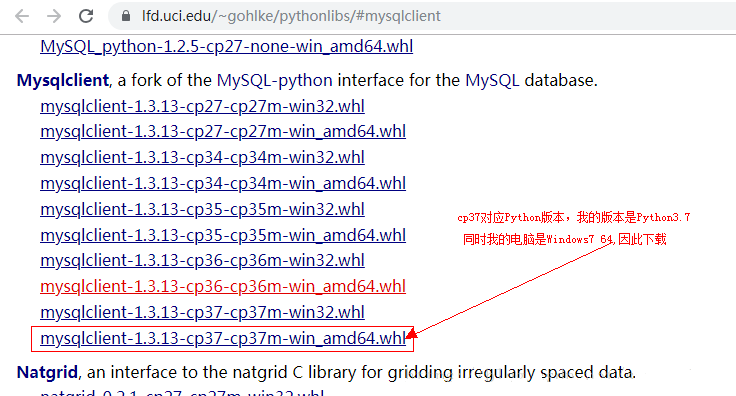 lfd.uci.edu/~gohlke/pythonlibs/#mysqlclient
MySQL_python-1.2.5-cp27-none-win_amd64.whl
Mysqlclient, a fork of the MySQL-python interface for the MySQL database.
mysqlclient-1.3.13-cp27-cp27m-win32.whl
mysqlclient-1.3.13-cp27-cp27m-win_amd64.whl
mysqlclient-1.3.13-cp34-cp34m-win32.whl
mysqlclient-1.3.13-cp34-cp34m-win_amd64.whl
mysqlclient-1.3.13-cp35-cp35m-win32.whl
mysqlclient-1.3.13-cp35-cp35m-win_amd64.whl
mysqlclient-1.3.13-cp36-cp36m-win32.whl
mysqlclient-1.3.13-cp36-cp36m-win_amd64.whl
mysqlclient-1.3.13-cp37-cp37m-win32.whl
mysqlclient-1.3.13-cp37-cp37m-win_amd64.whl
cp37对应Python版本，我的版本是Python3.7
同时我的电脑是Windows7 64,因此下载
Natgrid, an interface to the natgrid C library for gridding irregularly spaced data.
natgrid-0.2.1-cp27-cp27m-win32.whl